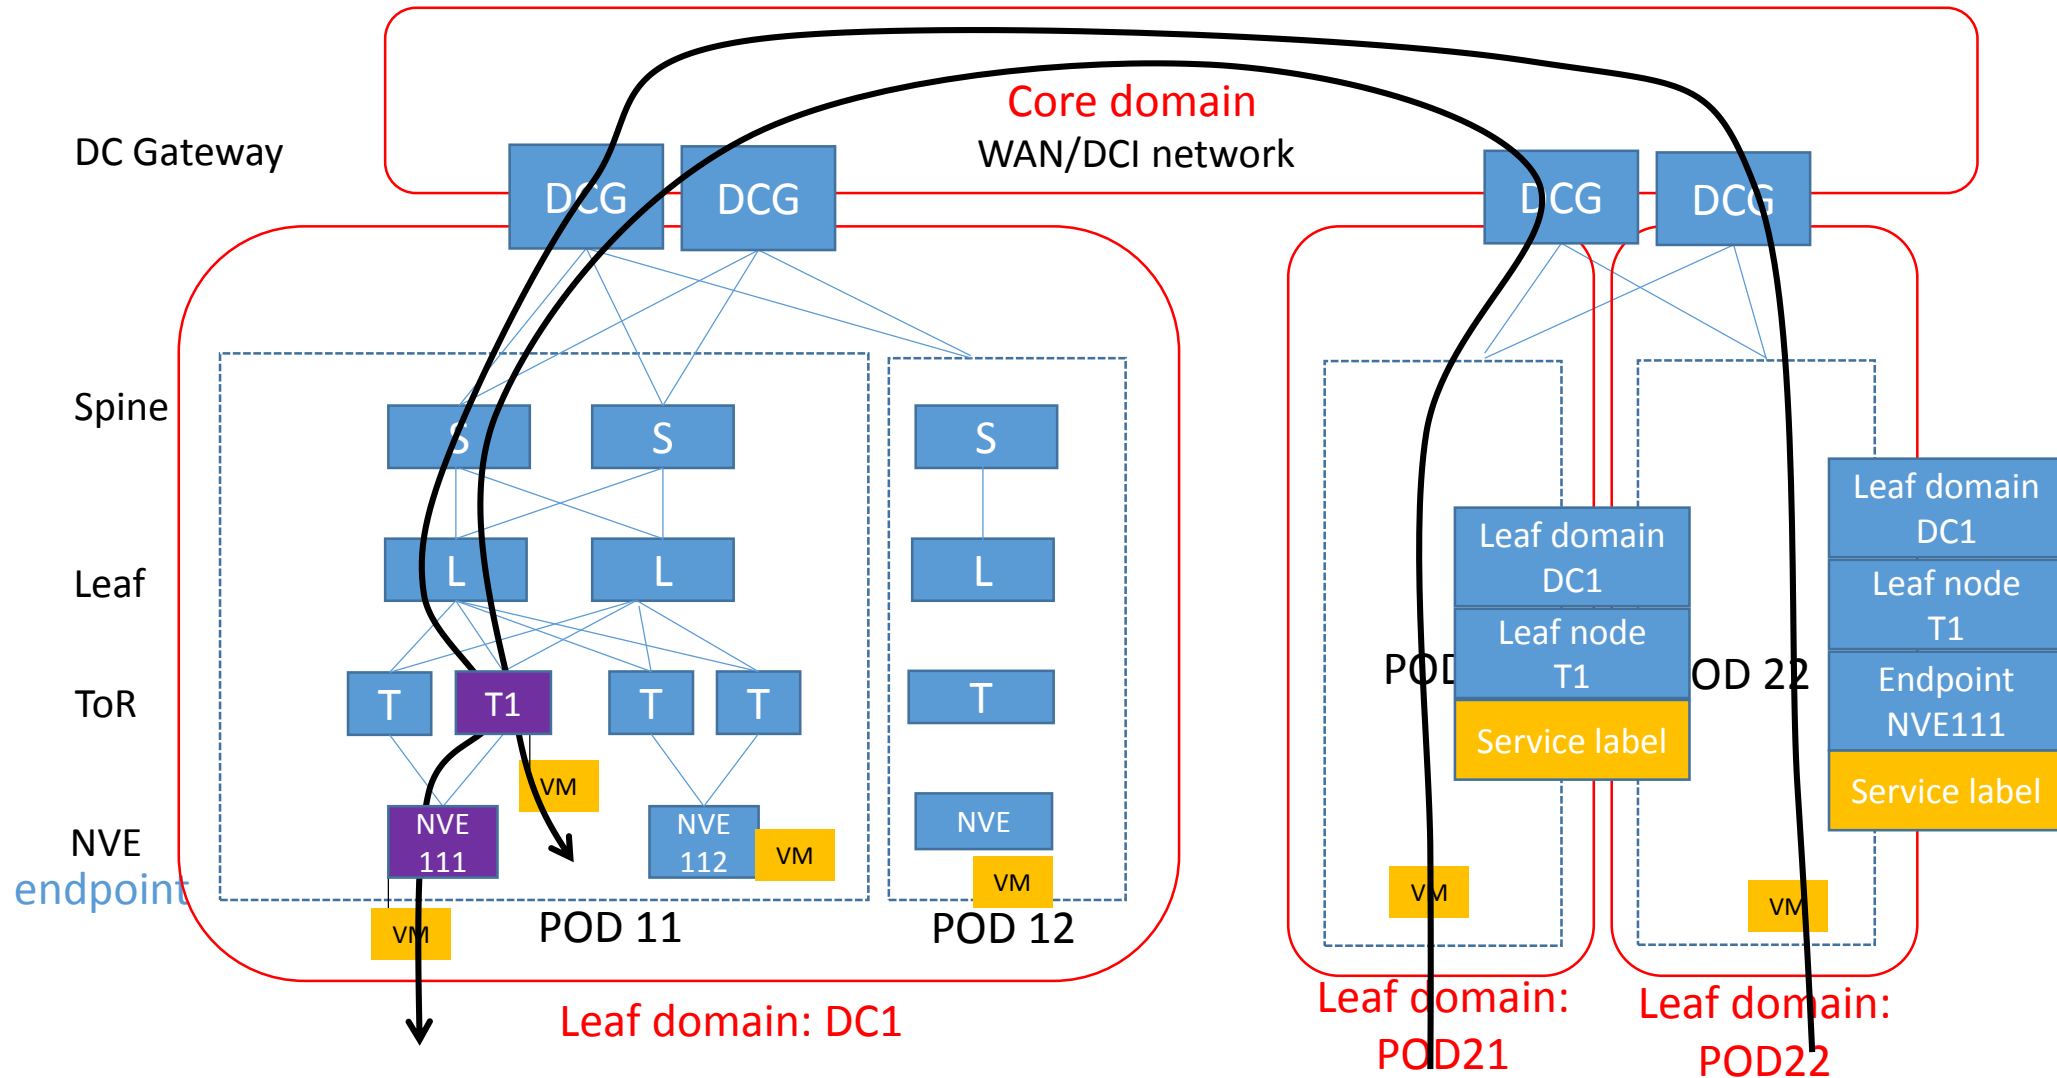 Core domain
DC Gateway
WAN/DCI network
DCG
DCG
DCG
DCG
Spine
S
S
S
Leaf domain
DC1
Leaf domain
DC1
Leaf
L
L
L
Leaf node
T1
Leaf node
T1
ToR
T
T1
T
T
T
POD
OD 22
Endpoint
NVE111
Service label
Service label
VM
NVE
endpoint
NVE
111
NVE
112
VM
NVE
VM
VM
VM
VM
POD 11
POD 12
Leaf domain: DC1
Leaf domain:
POD21
Leaf domain:
POD22